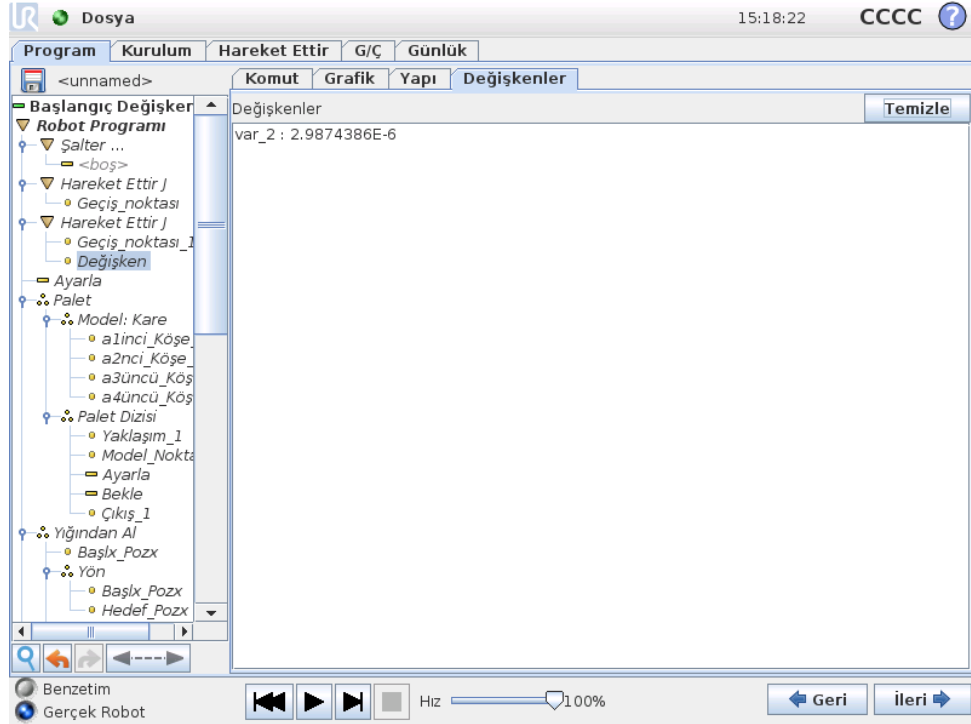 UR Dosya 15:18:22 CCCC ?
Program Kurulum Hareket Ettir G/Ç Günlük
<unnamed>
Komut Grafik Yapı Değişkenler
Başlangıç Değişker
Robot Programı
Şalter ...
<boş>
Hareket Ettir J
Geçiş_noktası
Hareket Ettir J
Geçiş_noktası_1
Değişken
Ayarla
Palet
Model: Kare
a1inci_Köşe_
a2nci_Köşe_
a3üncü_Köş
a4üncü_Köş
Palet Dizisi
Yaklaşım_1
Model_Nokta
Ayarla
Bekle
Çıkış_1
Yığından Al
Başlx_Pozx
Yön
Başlx_Pozx
Hedef_Pozx
Değişkenler Temizle
var_2 : 2.9874386E-6
Benzetim
Gerçek Robot
Hız 100%
Geri İleri